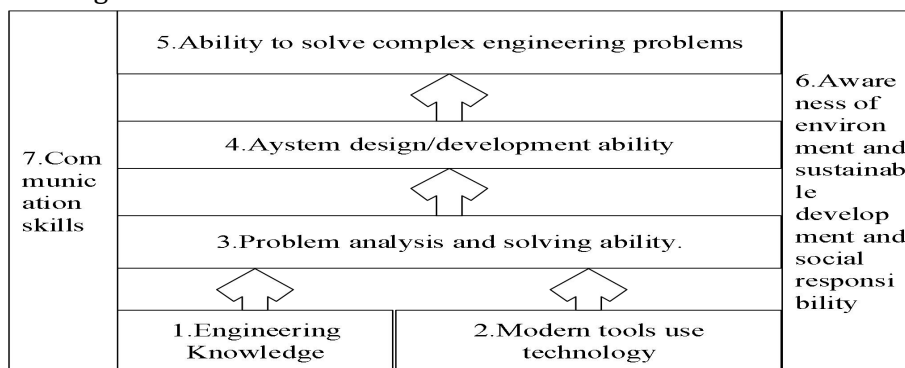 5.Ability to solve complex engineering problems
4.Aystem design/development ability
3.Problem analysis and solving ability.
1.Engineering
Knowledge
2.Modern tools use
technology
7.Com
munic
ation
skills
6.Aware
ness of
environ
ment and
sustainab
le
develop
ment and
social
responsi
bility